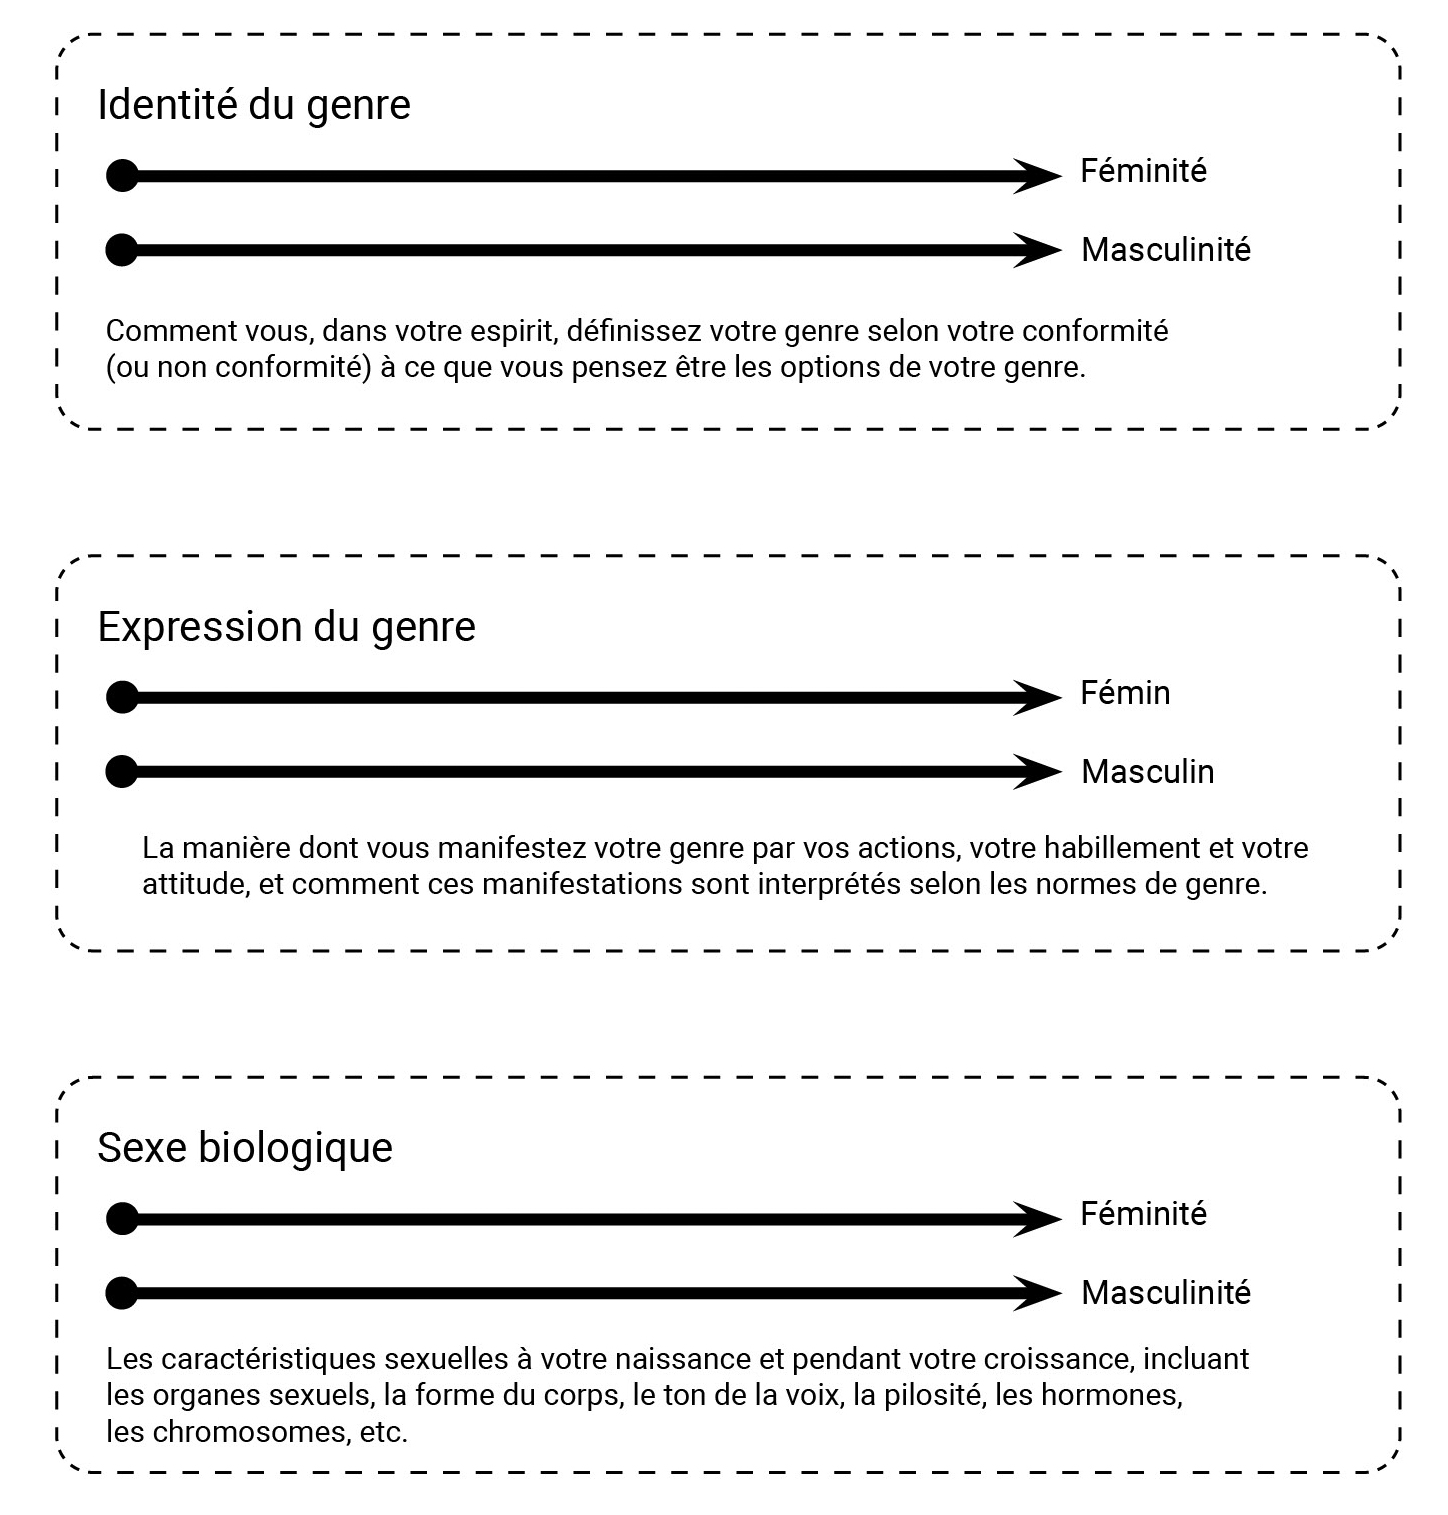 Identité du genre
Féminité
Masculinité
Comment vous, dans votre espirit, définissez votre genre selon votre conformité
(ou non conformité) à ce que vous pensez être les options de votre genre.
Expression du genre
Fémin
Masculin
La manière dont vous manifestez votre genre par vos actions, votre habillement et votre
attitude, et comment ces manifestations sont interprétés selon les normes de genre.
Sexe biologique
Féminité
Masculinité
Les caractéristiques sexuelles à votre naissance et pendant votre croissance, incluant
les organes sexuels, la forme du corps, le ton de la voix, la pilosité, les hormones,
les chromosomes, etc.